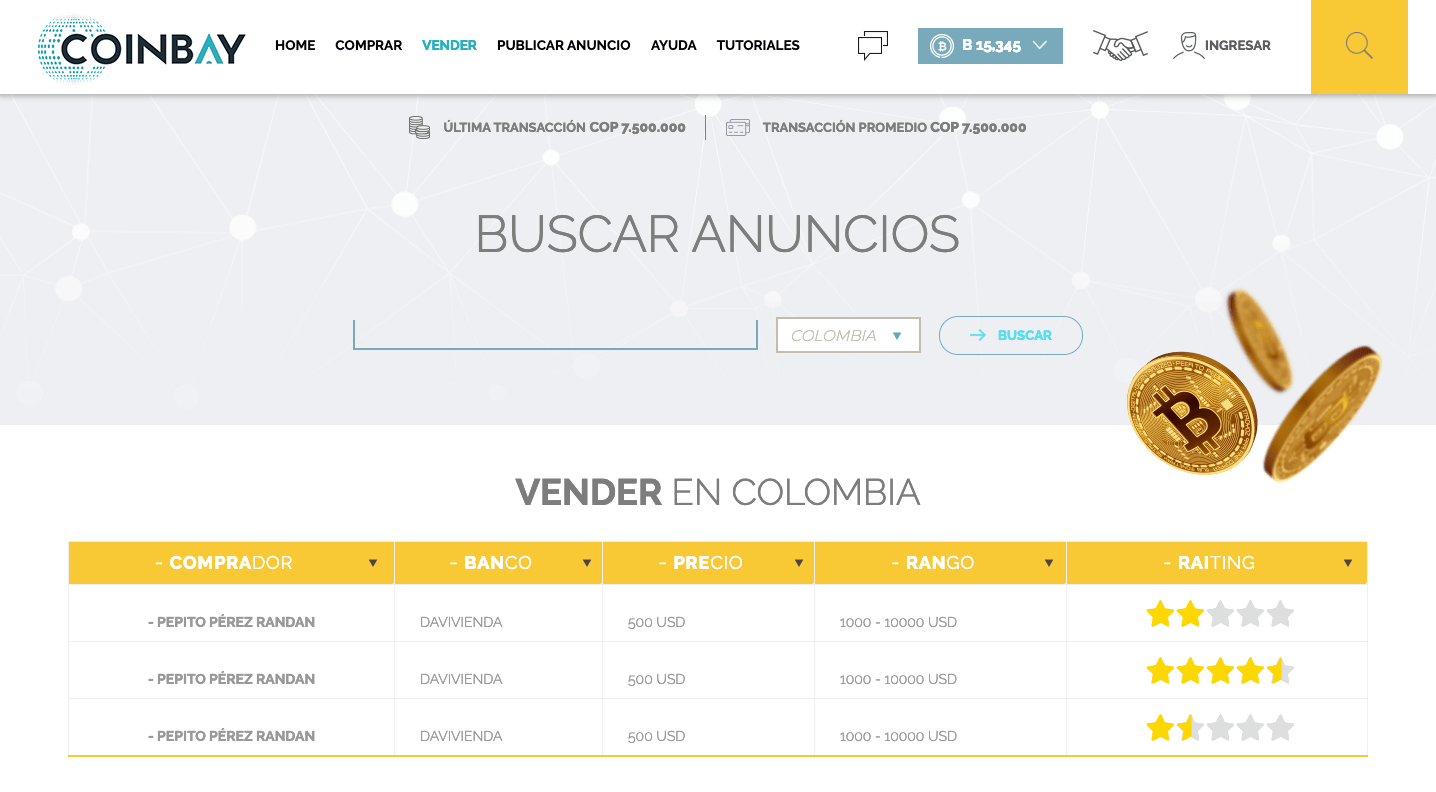 COINBAY
HOME COMPRAR VENDER PUBLICAR ANUNCIO AYUDA TUTORIALES
B 15,345
INGRESAR
ÚLTIMA TRANSACCIÓN COP 7.500.000
TRANSACCIÓN PROMEDIO COP 7.500.000
BUSCAR ANUNCIOS
COLOMBIA
BUSCAR
VENDER EN COLOMBIA
- COMPRADOR - BANCO - PRECIO - RANGO - RAITING
- PEPITO PÉREZ RANDAN DAVIVIENDA 500 USD 1000 - 10000 USD
- PEPITO PÉREZ RANDAN DAVIVIENDA 500 USD 1000 - 10000 USD
- PEPITO PÉREZ RANDAN DAVIVIENDA 500 USD 1000 - 10000 USD